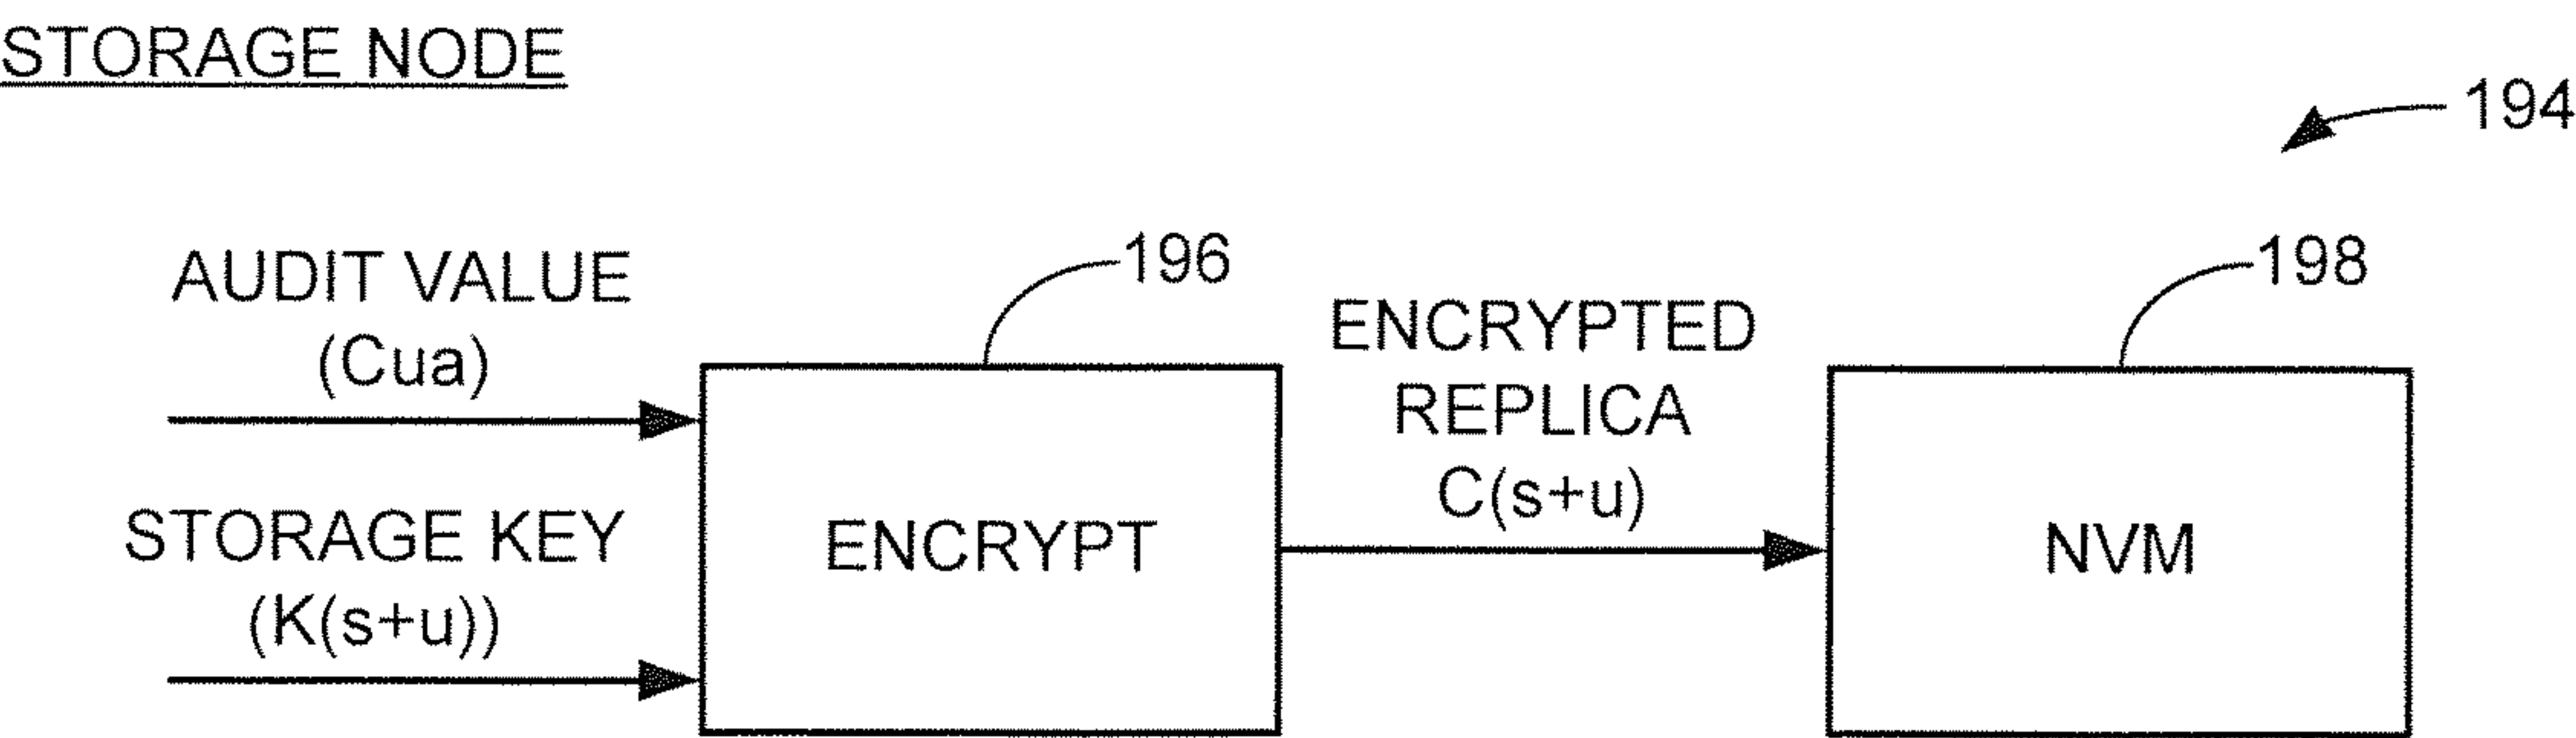 STORAGE NODE
194
AUDIT VALUE
(Cua)
196
198
ENCRYPTED
REPLICA
C(s+u)
STORAGE KEY
(K(s+u))
ENCRYPT
NVM